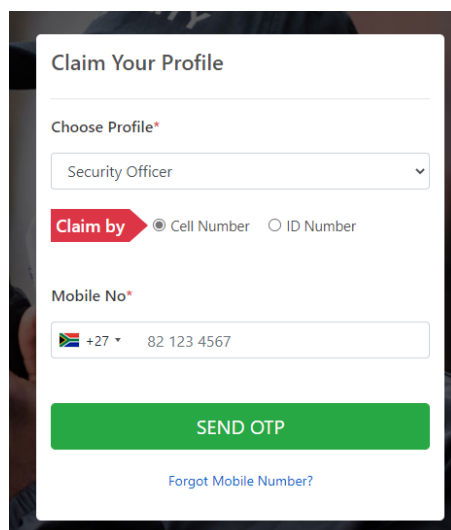 Claim Your Profile
Choose Profile*
Security Officer
Claim by Cell Number ID Number
Mobile No*
+27 82 123 4567
SEND OTP
Forgot Mobile Number?